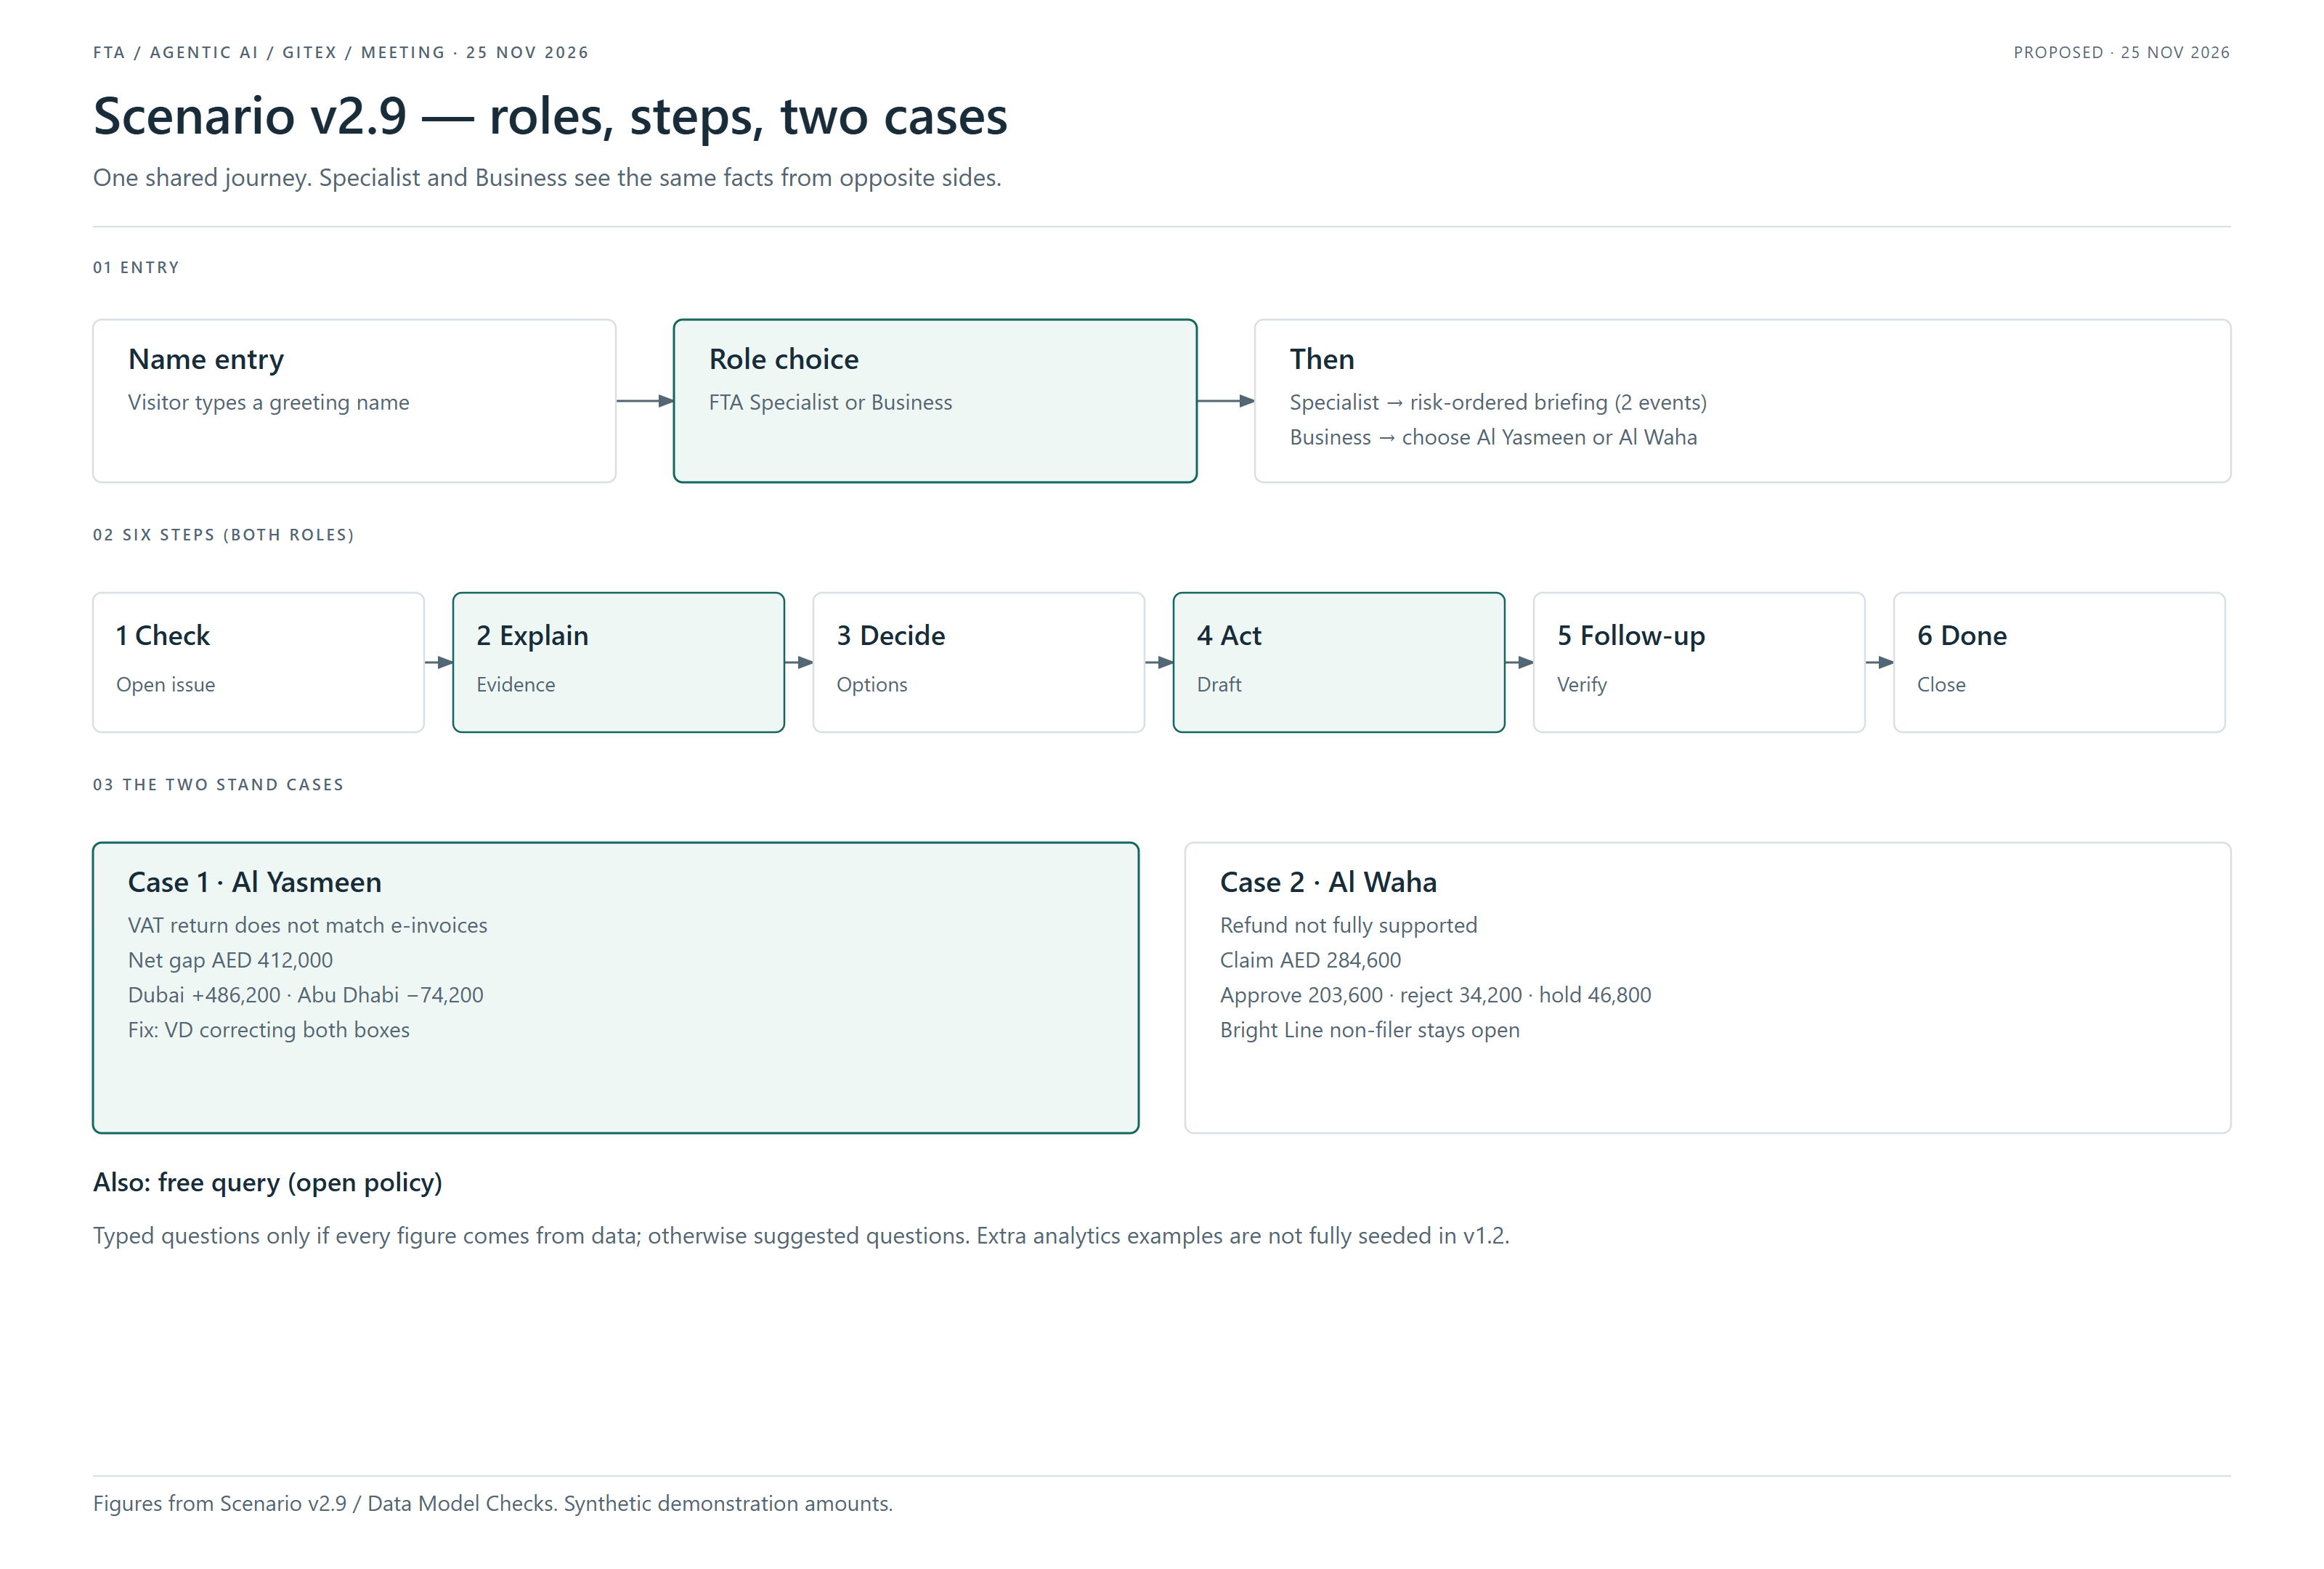 FTA / AGENTIC AI / GITEX / MEETING · 25 NOV 2026
PROPOSED · 25 NOV 2026
Scenario v2.9 — roles, steps, two cases
One shared journey. Specialist and Business see the same facts from opposite sides.
01 ENTRY
Name entry
Visitor types a greeting name
Role choice
FTA Specialist or Business
Then
Specialist → risk-ordered briefing (2 events)
Business → choose Al Yasmeen or Al Waha
02 SIX STEPS (BOTH ROLES)
1 Check
Open issue
2 Explain
Evidence
3 Decide
Options
4 Act
Draft
5 Follow-up
Verify
6 Done
Close
03 THE TWO STAND CASES
Case 1 · Al Yasmeen
VAT return does not match e-invoices
Net gap AED 412,000
Dubai +486,200 · Abu Dhabi −74,200
Fix: VD correcting both boxes
Case 2 · Al Waha
Refund not fully supported
Claim AED 284,600
Approve 203,600 · reject 34,200 · hold 46,800
Bright Line non-filer stays open
Also: free query (open policy)
Typed questions only if every figure comes from data; otherwise suggested questions. Extra analytics examples are not fully seeded in v1.2.
Figures from Scenario v2.9 / Data Model Checks. Synthetic demonstration amounts.